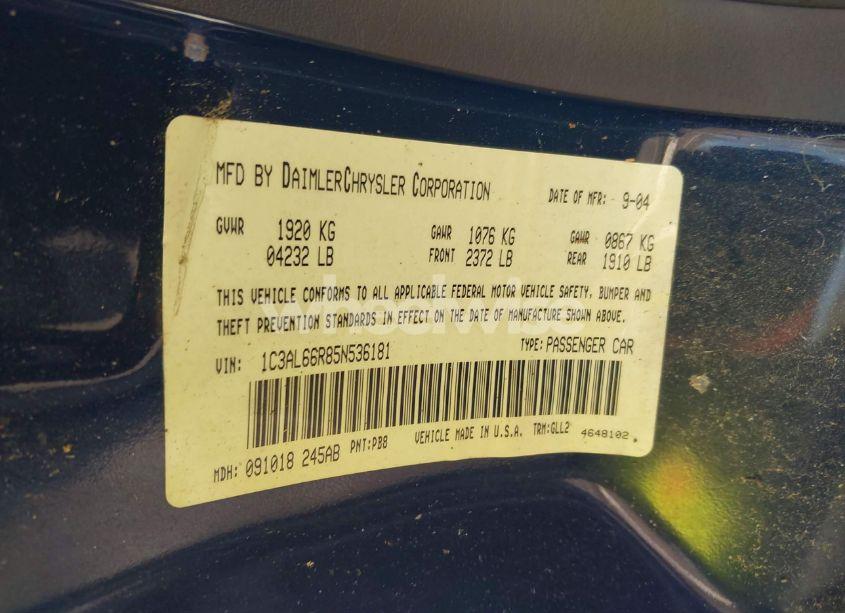 MFD BY DAIMLERCHRYSLER CORPORATION DATE OF MFR: 9-04
GVWR 1920 KG GAWR 1076 KG GAWR 0867 KG
04232 LB FRONT 2372 LB REAR 1910 LB
THIS VEHICLE CONFORMS TO ALL APPLICABLE FEDERAL MOTOR VEHICLE SAFETY, BUMPER AND
THEFT PREVENTION STANDARDS IN EFFECT ON THE DATE OF MANUFACTURE SHOWN ABOVE.
VIN: 1C3AL66R85N536181 TYPE: PASSENGER CAR
MDH: 091018 245AB PNT:PB8 VEHICLE MADE IN U.S.A. TRM:GLL2 4648102